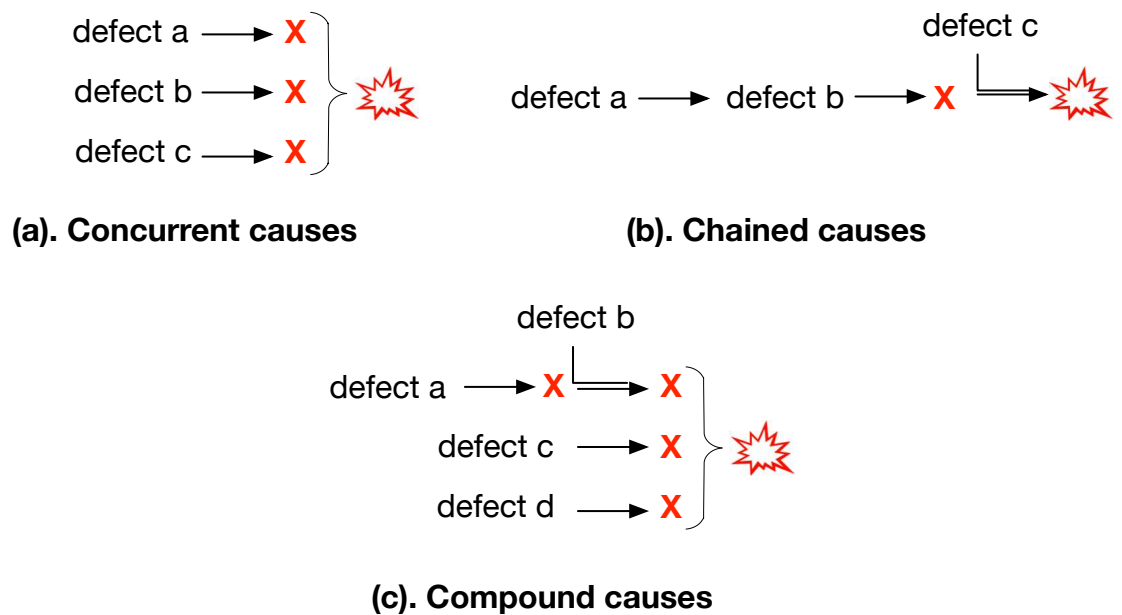 defect a X
defect b X
defect c X
(a). Concurrent causes
defect c
defect a defect b X
(b). Chained causes
defect b
defect a X X
defect c X
defect d X
(c). Compound causes